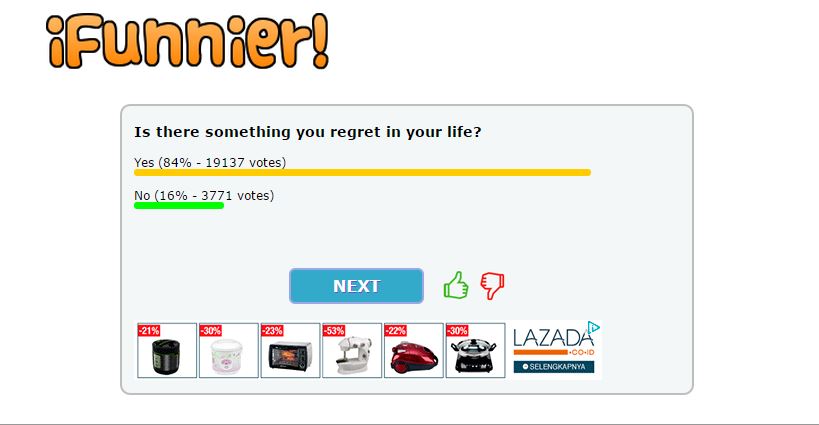 iFunnier!
Is there something you regret in your life?
Yes (84% - 19137 votes)
No (16% - 3771 votes)
NEXT
-21% -30% -23% -53% -22% -30%
LAZADA
.CO.ID
SELENGKAPNYA